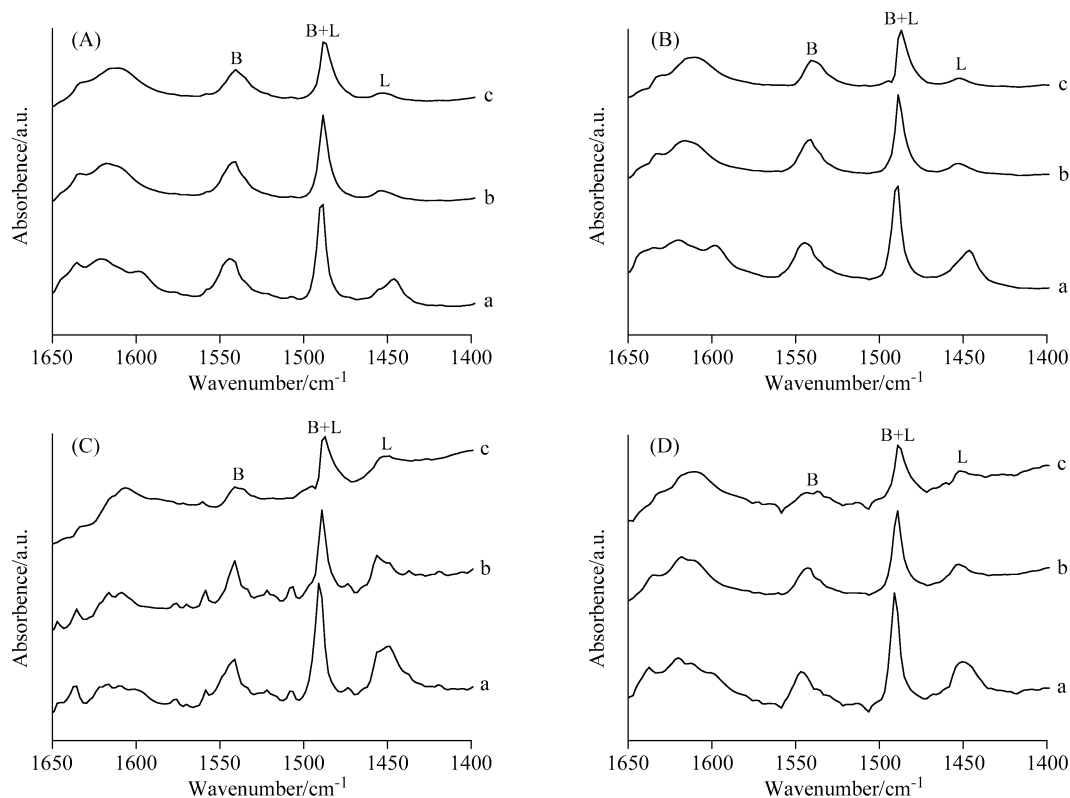 (A)
B
B+L
L
c
b
a
Absorbence/a.u.
1650 1600 1550 1500 1450 1400
Wavenumber/cm-1
(B)
B
B+L
L
c
b
a
Absorbence/a.u.
1650 1600 1550 1500 1450 1400
Wavenumber/cm-1
(C)
B
B+L
L
c
b
a
Absorbence/a.u.
1650 1600 1550 1500 1450 1400
Wavenumber/cm-1
(D)
B
B+L
L
c
b
a
Absorbence/a.u.
1650 1600 1550 1500 1450 1400
Wavenumber/cm-1